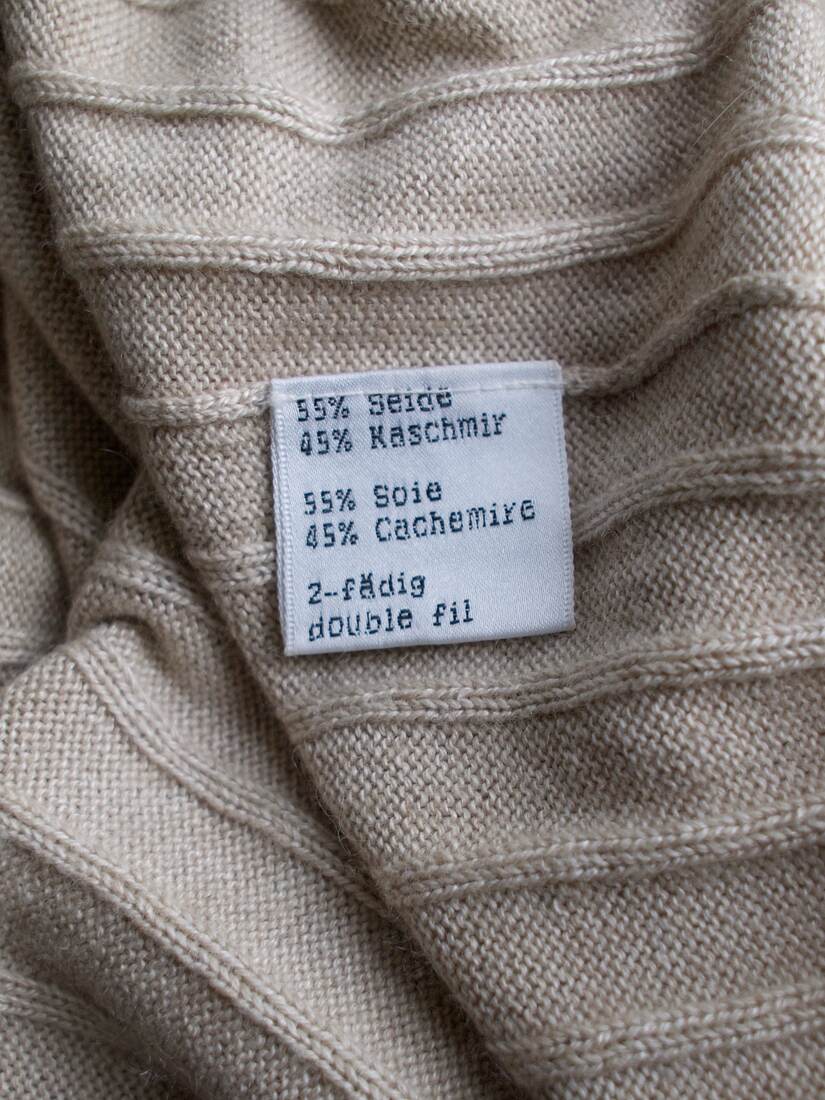 55% Seide
45% Kaschmir
55% Soie
45% Cachemire
2-fädig
double fil